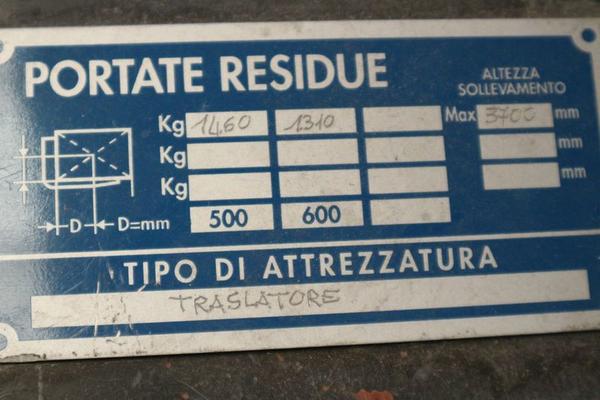 PORTATE RESIDUE
ALTEZZA
SOLLEVAMENTO
Kg 1460 1310 Max 3700 mm
Kg mm
Kg mm
D D=mm 500 600
TIPO DI ATTREZZATURA
TRASLATORE